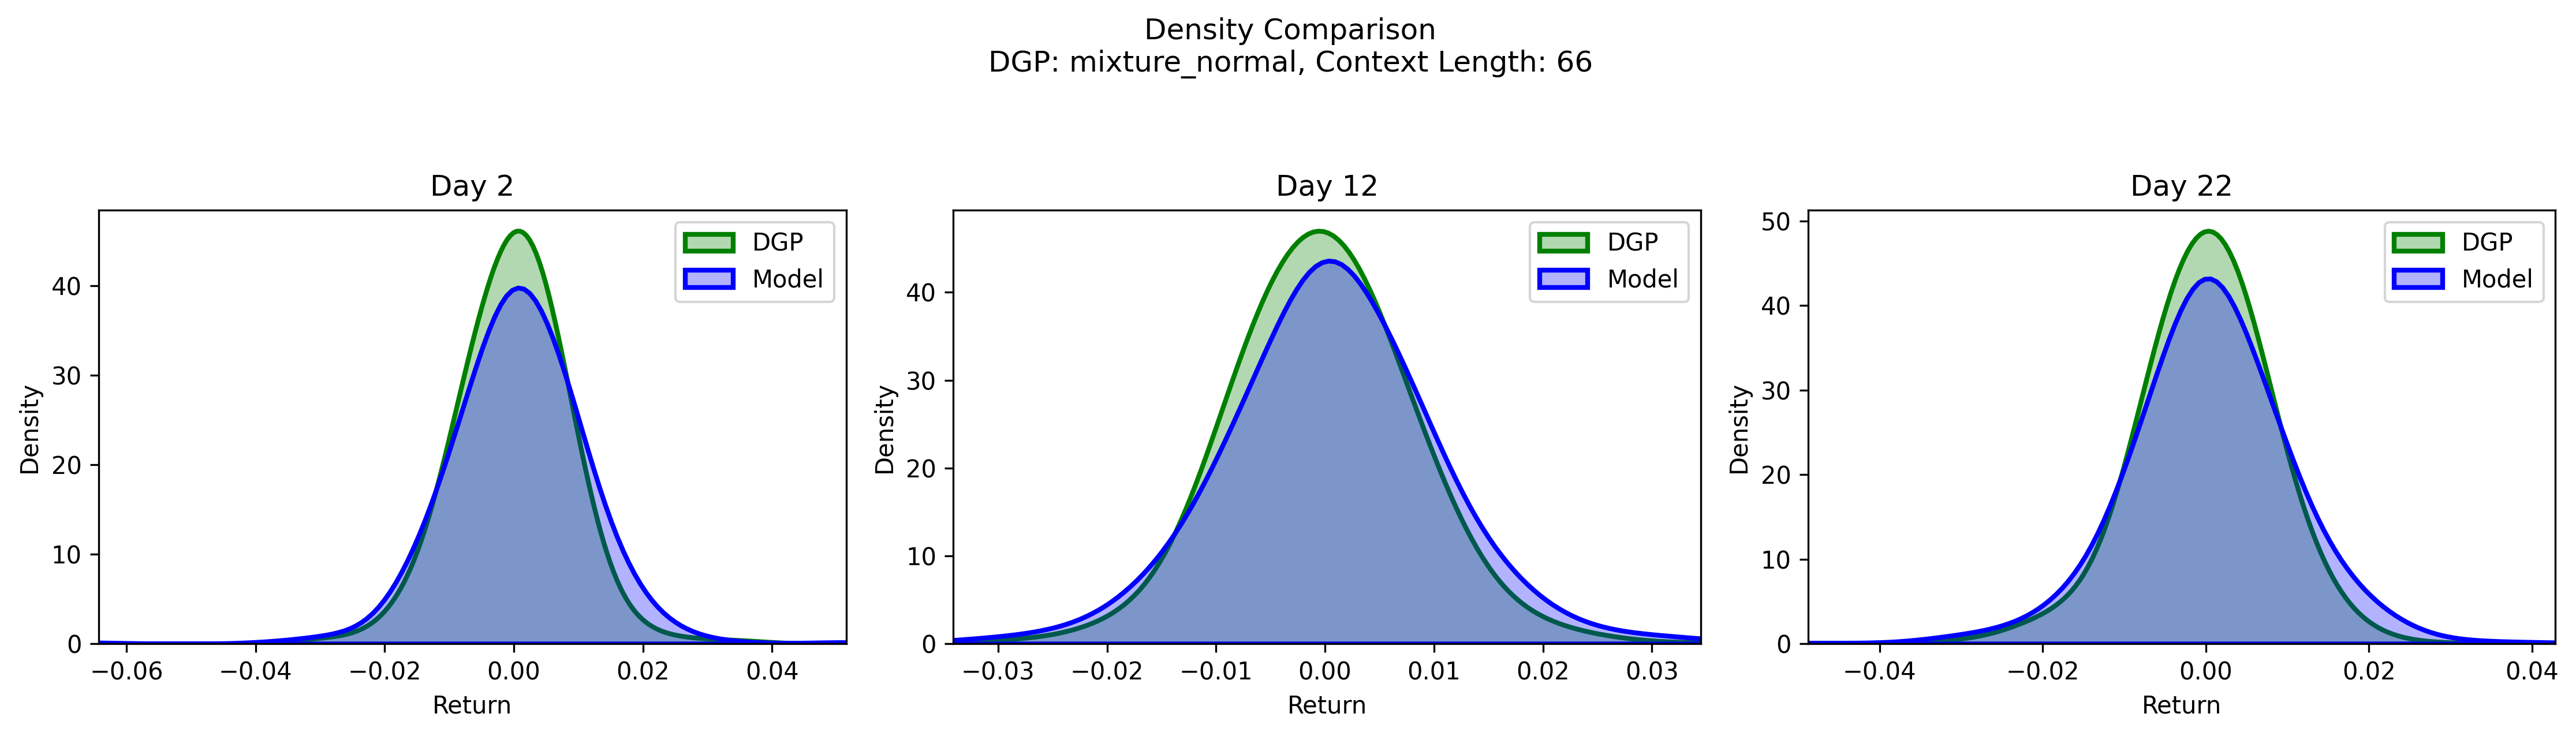 Density Comparison
DGP: mixture_normal, Context Length: 66
Day 2
DGP
Model
Density
40
30
20
10
0
−0.06 −0.04 −0.02 0.00 0.02 0.04
Return
Day 12
DGP
Model
Density
40
30
20
10
0
−0.03 −0.02 −0.01 0.00 0.01 0.02 0.03
Return
Day 22
DGP
Model
Density
50
40
30
20
10
0
−0.04 −0.02 0.00 0.02 0.04
Return